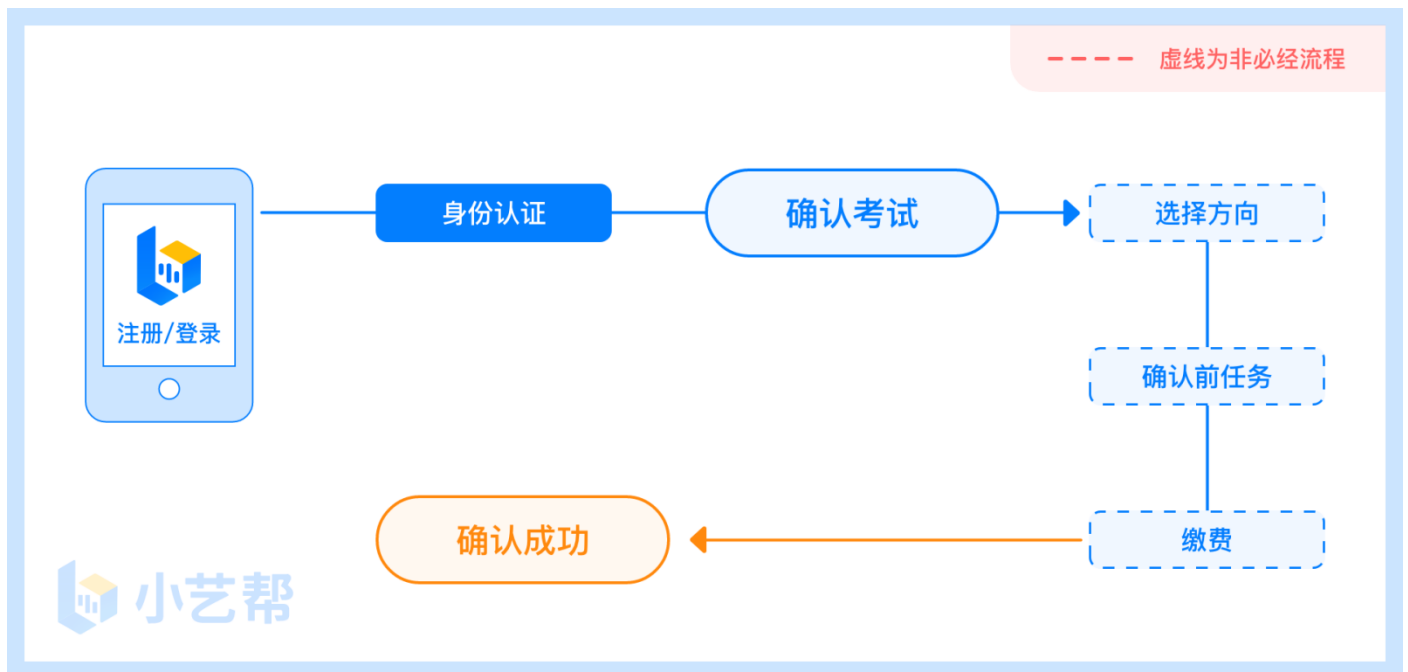 虚线为非必经流程
注册/登录
身份认证
确认考试
选择方向
确认前任务
缴费
确认成功
小艺帮